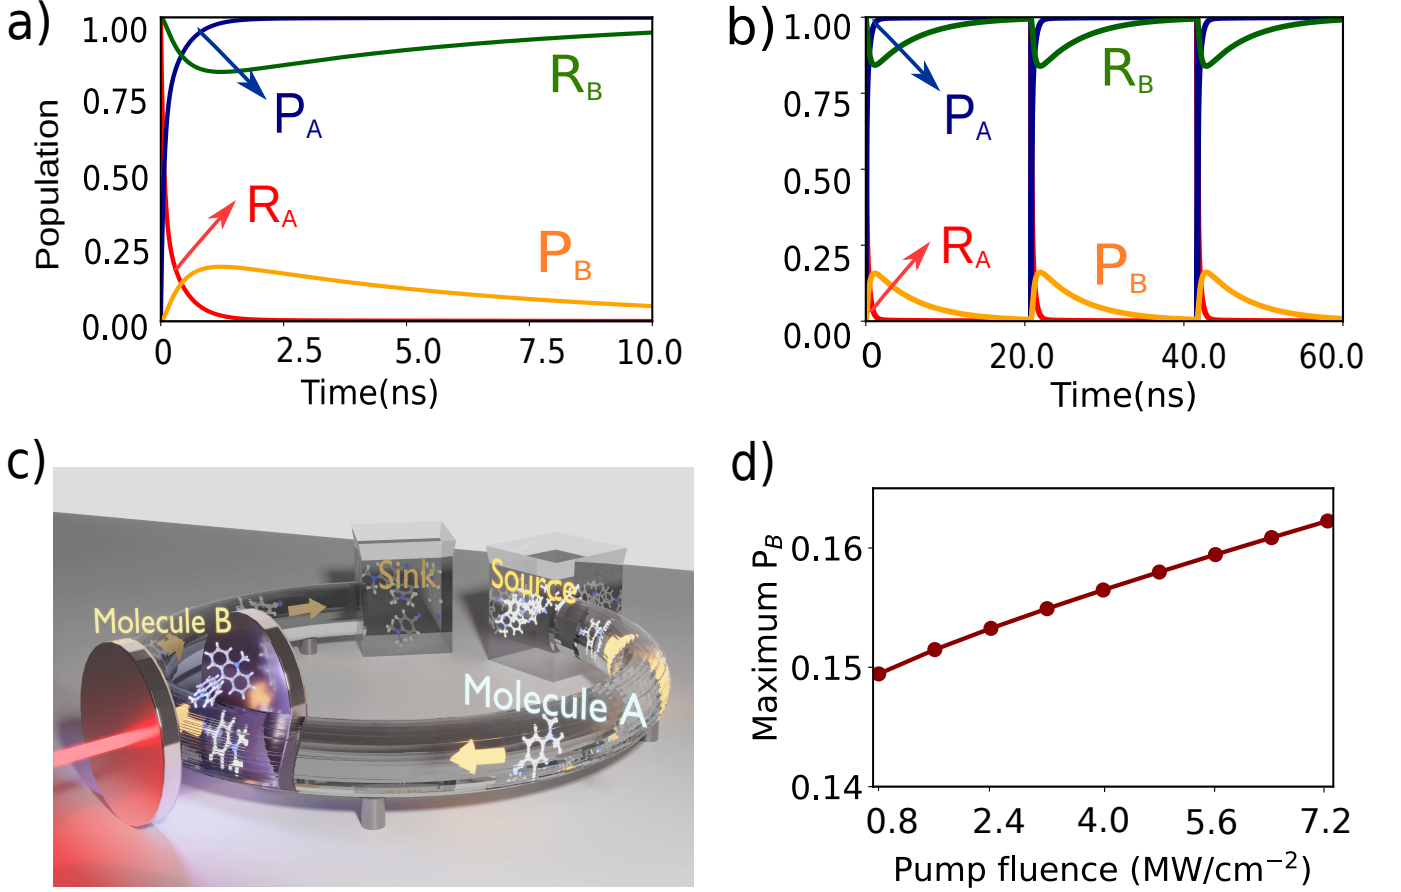 a)
1.00
0.75
0.50
0.25
0.00
Population
R_B
P_A
R_A
P_B
0 2.5 5.0 7.5 10.0
Time(ns)
b)
1.00
0.75
0.50
0.25
0.00
R_B
P_A
R_A
P_B
0 20.0 40.0 60.0
Time(ns)
c)
Sink
Source
Molecule B
Molecule A
d)
Maximum P_B
0.16
0.15
0.14
0.8 2.4 4.0 5.6 7.2
Pump fluence (MW/cm⁻²)